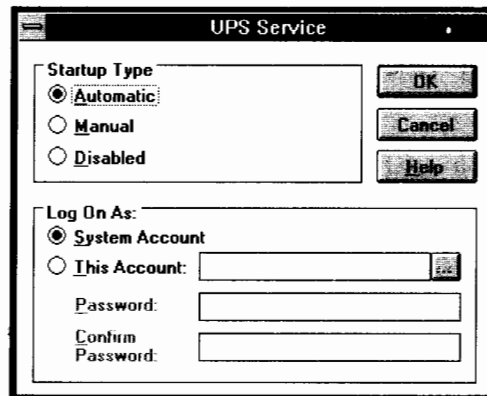 UPS Service
Startup Type
Automatic
Manual
Disabled
OK
Cancel
Help
Log On As:
System Account
This Account:
...
Password:
Confirm
Password: